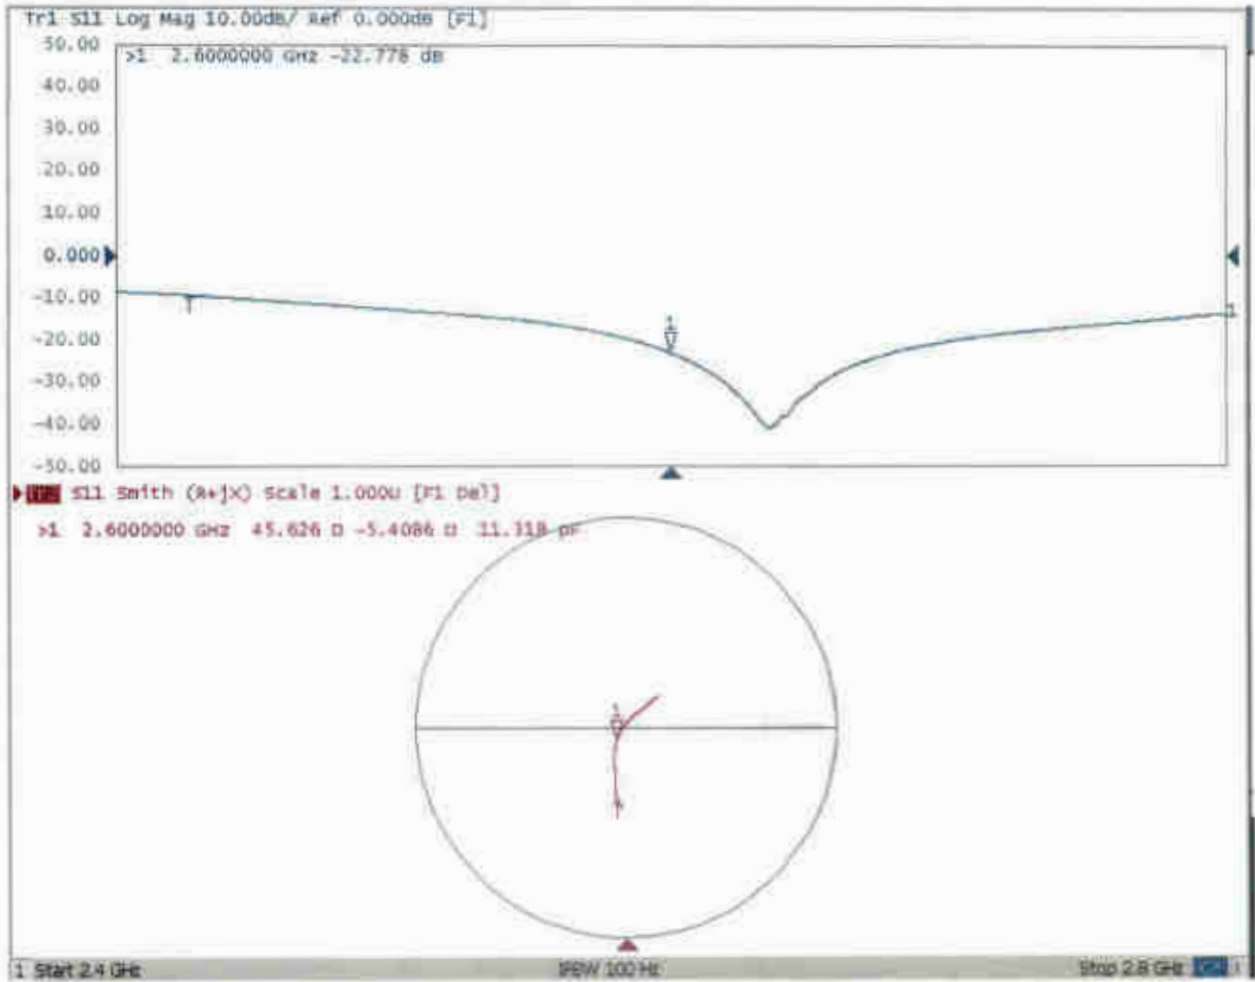 Tr1 S11 Log Mag 10.00dB/ Ref 0.000dB [F1]
50.00
>1 2.6000000 GHz -22.778 dB
40.00
30.00
20.00
10.00
0.000
-10.00
1
1
-20.00
-30.00
-40.00
-50.00
S11 Smith (R+jX) Scale 1.000U [F1 Del]
>1 2.6000000 GHz 45.626 Ω -5.4086 Ω 11.318 pF
1
1 Start 2.4 GHz
IFBW 100 Hz
Stop 2.8 GHz